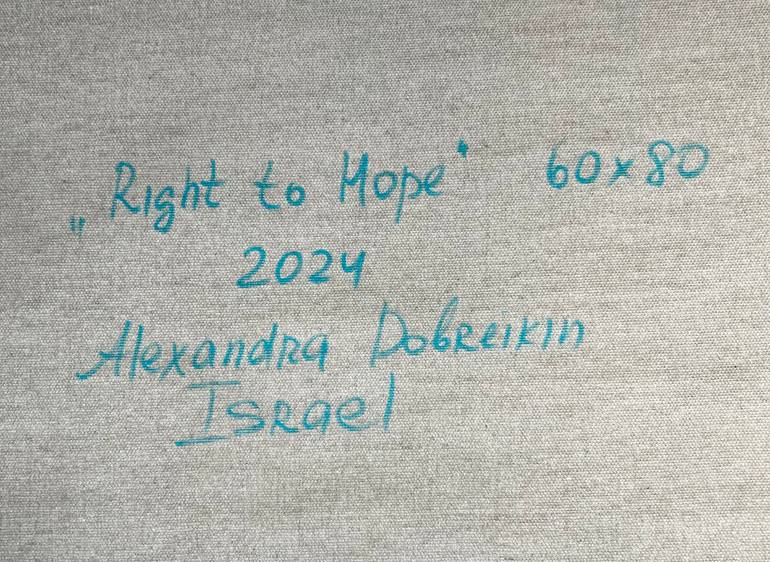 „Right to Hope" 60x80
2024
Alexandra Dobreikin
Israel